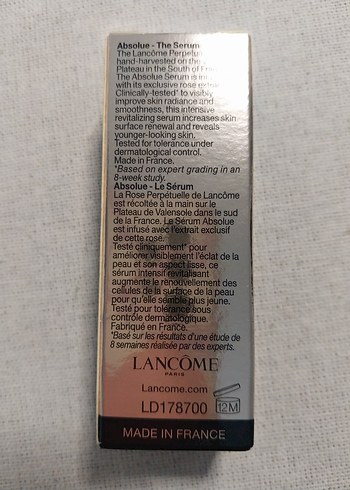 Absolue - The Serum
The Lancôme Perpetu
hand-harvested on the
Plateau in the South of
The Absolue Serum is
with its exclusive rose
Clinically-tested* to visibly
improve skin radiance and
smoothness, this intensive
revitalizing serum increases skin
surface renewal and reveals
younger-looking skin.
Tested for tolerance under
dermatological control.
Made in France.
*Based on expert grading in an
8-week study.
Absolue - Le Sérum
La Rose Perpétuelle de Lancôme
est récoltée à la main sur le
Plateau de Valensole dans le sud
de la France. Le Sérum Absolue
est infusé avec l'extrait exclusif
de cette rose.
Testé cliniquement* pour
améliorer visiblement l'éclat de la
peau et son aspect lisse, ce
sérum intensif revitalisant
augmente le renouvellement des
cellules de la surface de la peau
pour qu'elle semble plus jeune.
Testé pour tolérance sous
contrôle dermatologique.
Fabriqué en France.
*Basé sur les résultats d'une étude de
8 semaines réalisée par des experts.
LANCÔME
PARIS
Lancome.com
LD178700 12M
MADE IN FRANCE